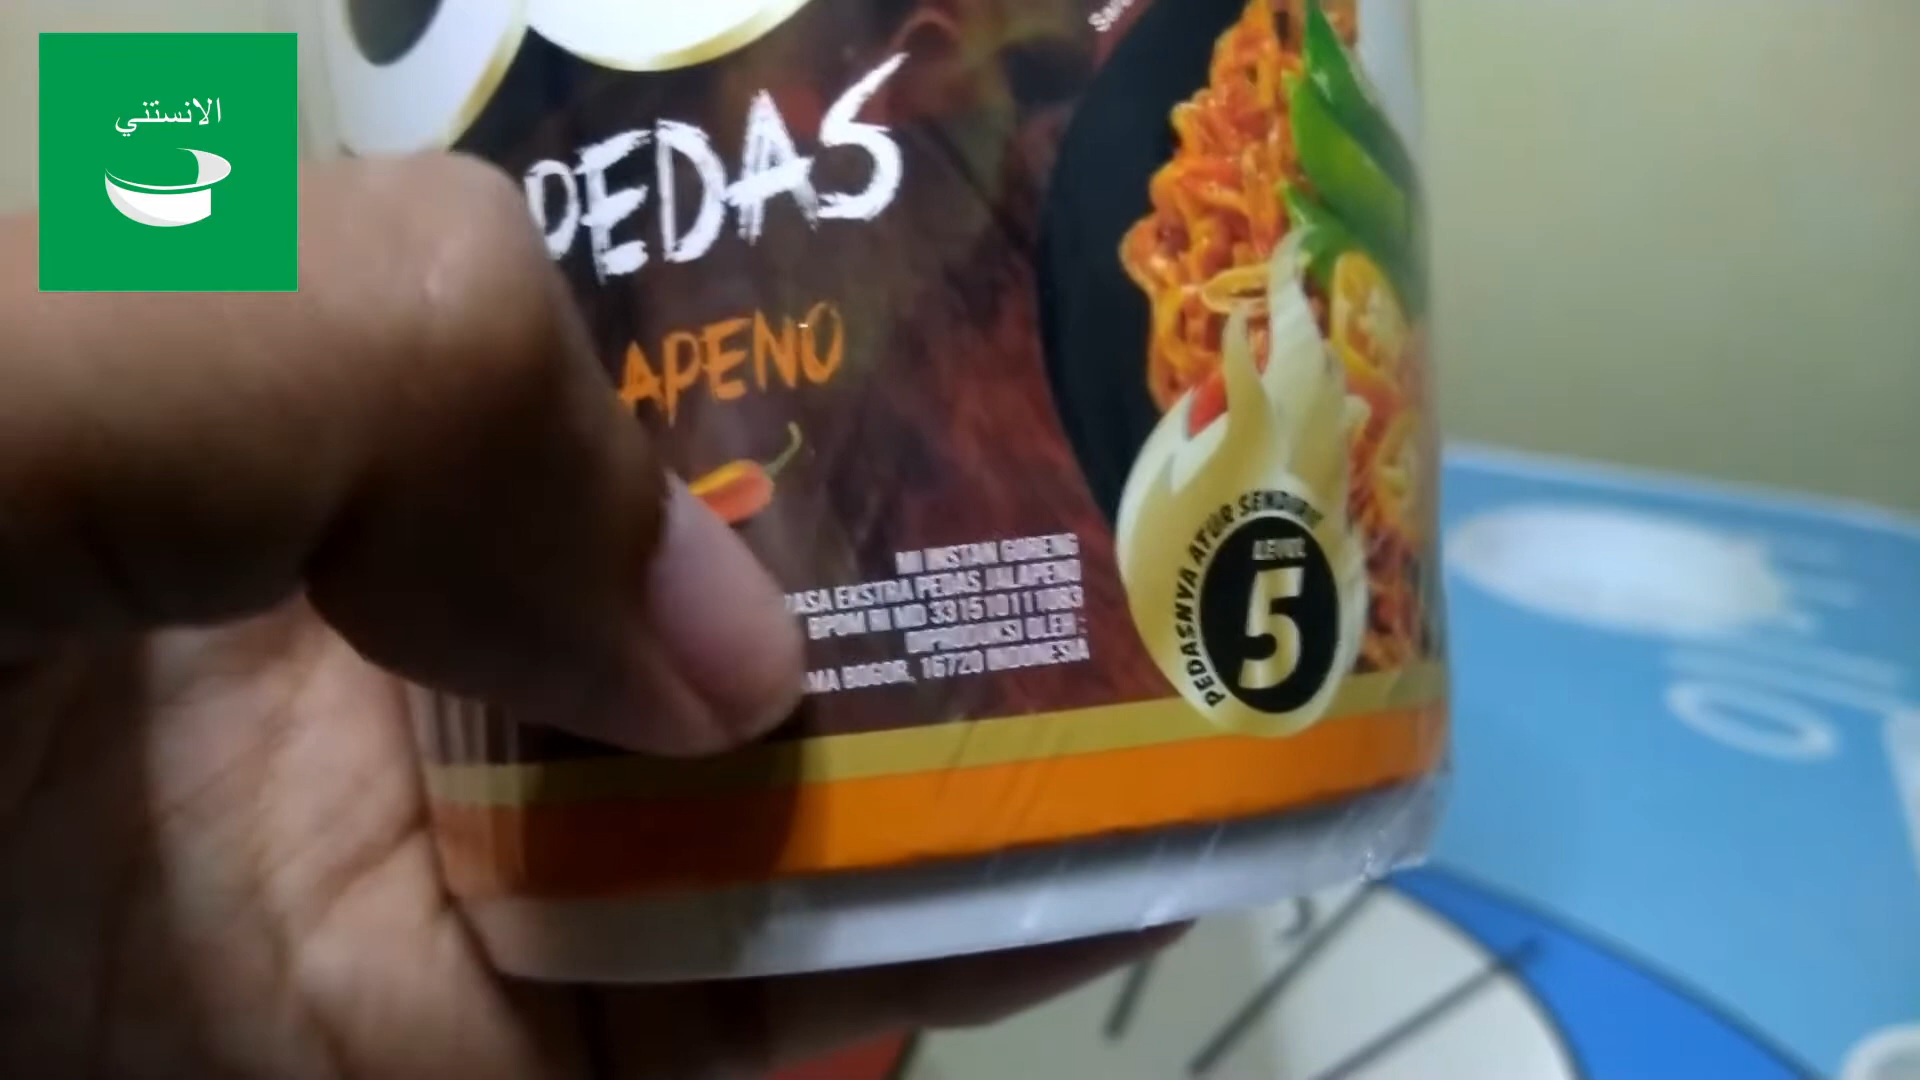 الانستني
PEDAS
APENO
MI INSTAN GORENG
RASA EKSTRA PEDAS JALAPENO
BPOM RI MD 331510111083
DIPRODUKSI OLEH :
AMA BOGOR, 16720 INDONESIA
PEDASNYA ATUR SENDIRI!
LEVEL
5